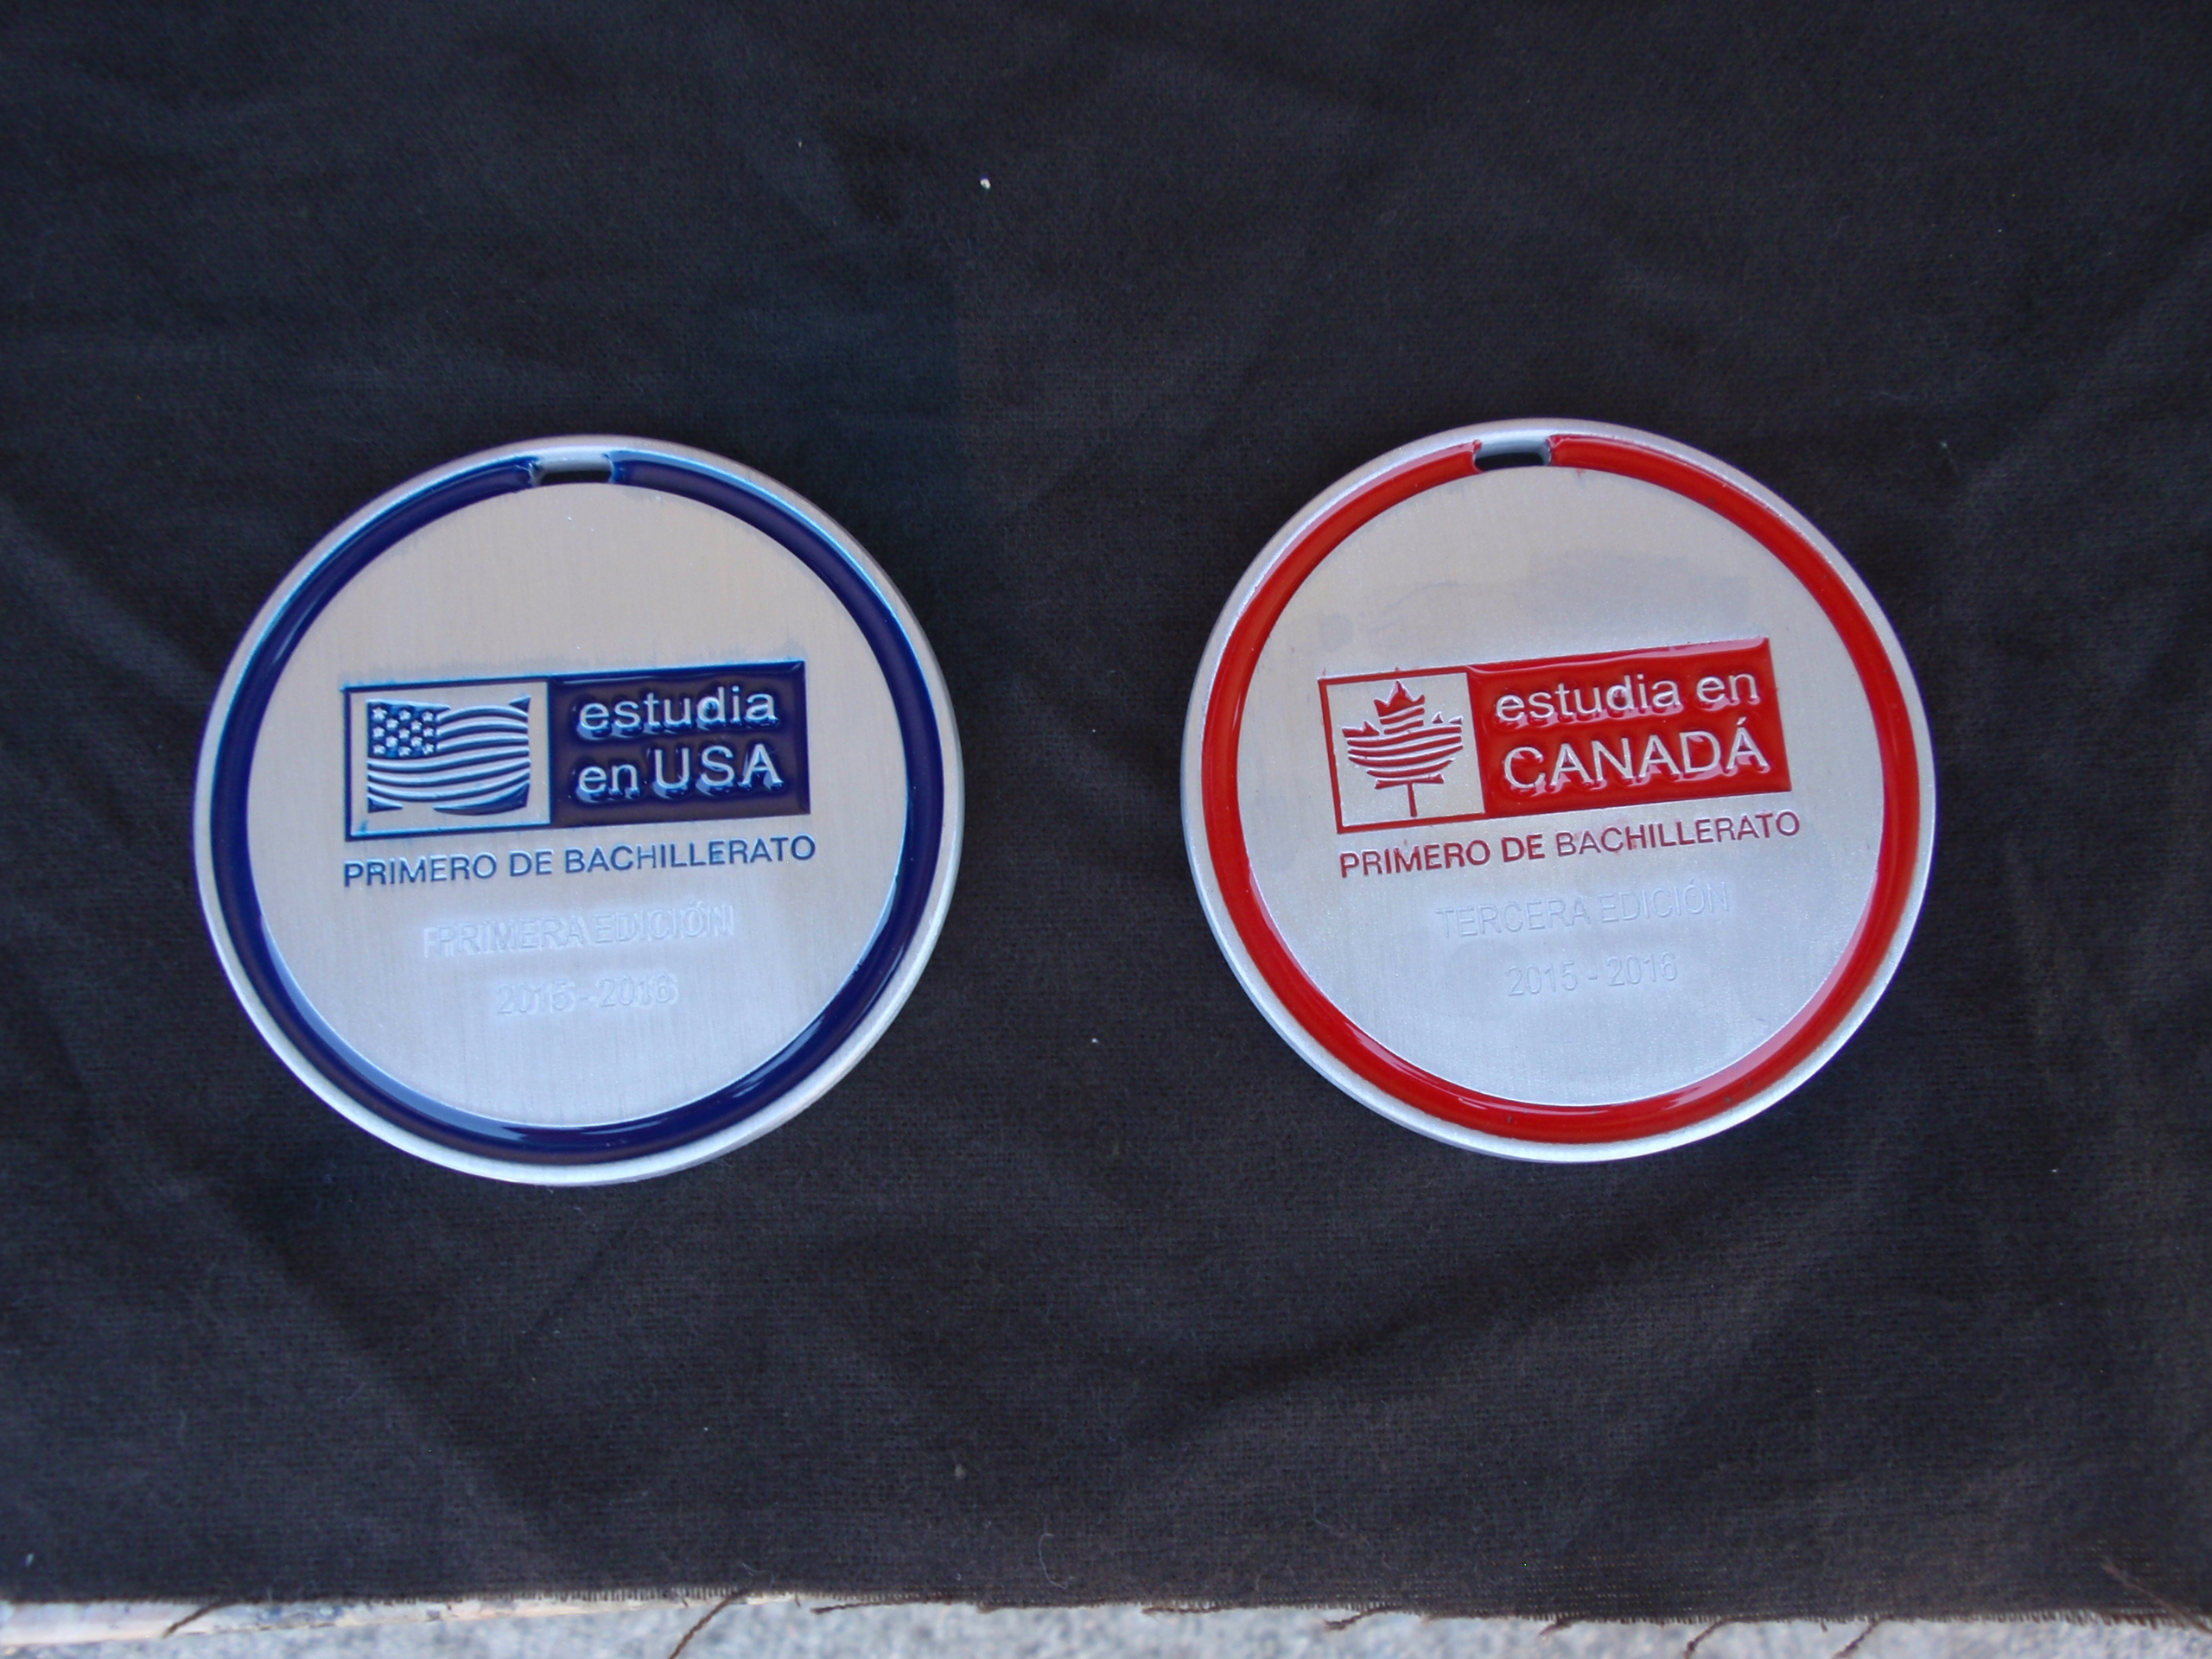 estudia
en USA
PRIMERO DE BACHILLERATO
PRIMERA EDICIÓN
2015 - 2016
estudia en
CANADÁ
PRIMERO DE BACHILLERATO
TERCERA EDICIÓN
2015 - 2016